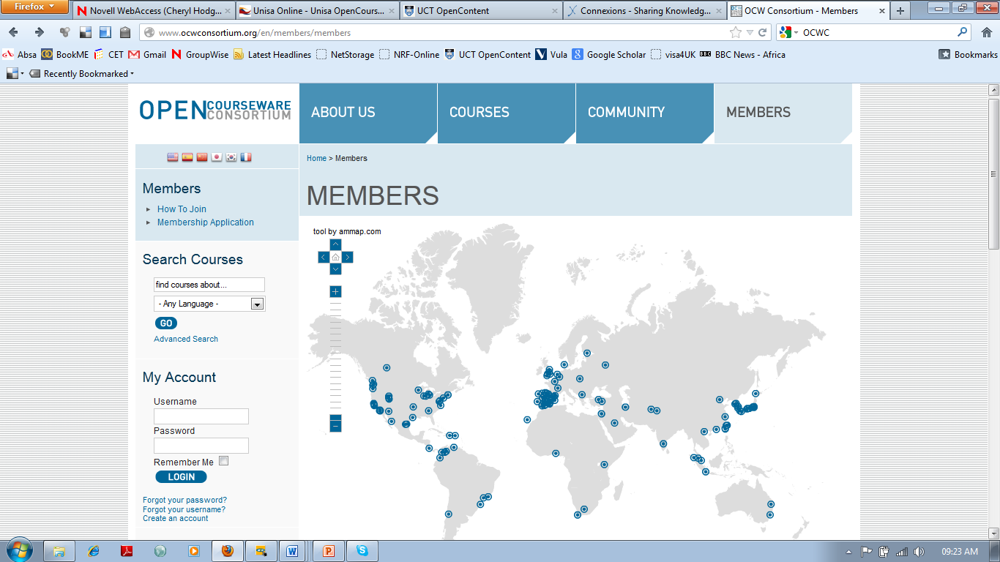 Firefox
Novell WebAccess (Cheryl Hodg...
Unisa Online - Unisa OpenCours...
UCT OpenContent
Connexions - Sharing Knowledg...
OCW Consortium - Members
www.ocwconsortium.org/en/members/members
OCWC
Absa BookME CET Gmail GroupWise Latest Headlines NetStorage NRF-Online UCT OpenContent Vula Google Scholar visa4UK BBC News - Africa Bookmarks
Recently Bookmarked
OPENCOURSEWARE
CONSORTIUM
ABOUT US
COURSES
COMMUNITY
MEMBERS
Home > Members
MEMBERS
Members
How To Join
Membership Application
Search Courses
find courses about...
- Any Language -
GO
Advanced Search
My Account
Username
Password
Remember Me
LOGIN
Forgot your password?
Forgot your username?
Create an account
tool by ammap.com
09:23 AM